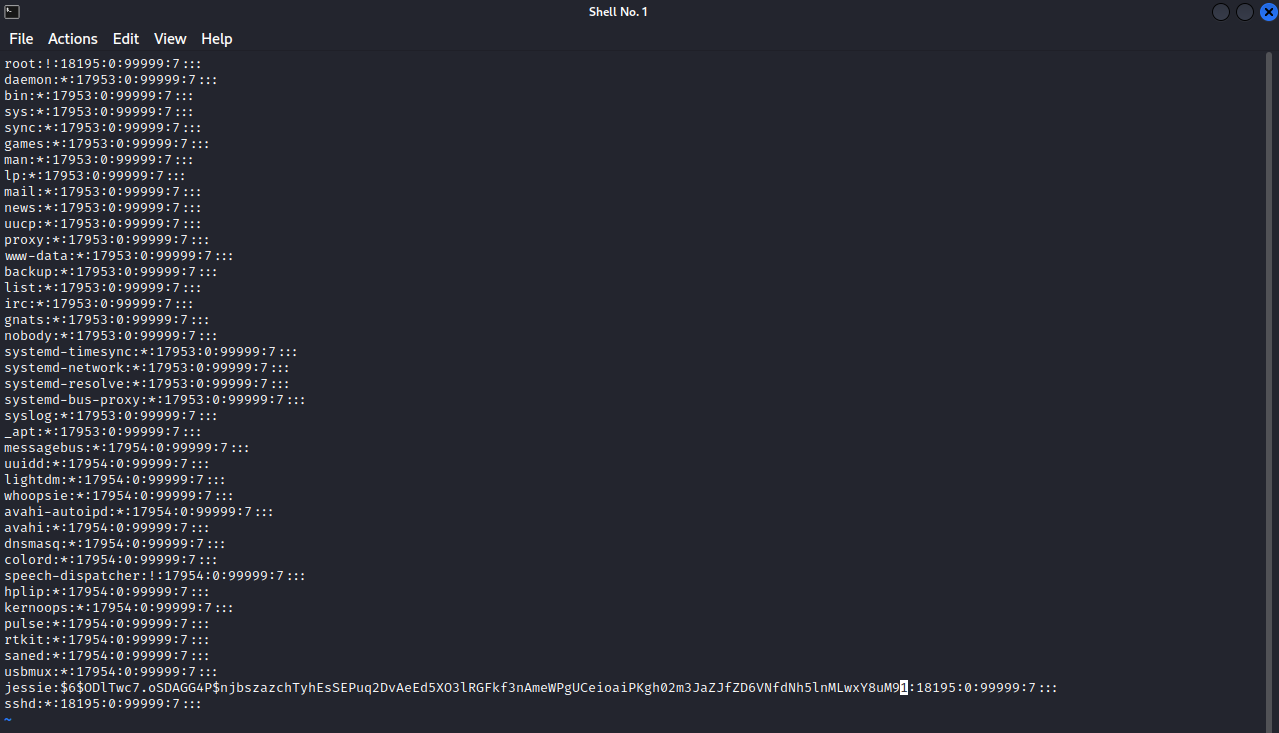 Shell No. 1
File Actions Edit View Help
root:!:18195:0:99999:7:::
daemon:*:17953:0:99999:7:::
bin:*:17953:0:99999:7:::
sys:*:17953:0:99999:7:::
sync:*:17953:0:99999:7:::
games:*:17953:0:99999:7:::
man:*:17953:0:99999:7:::
lp:*:17953:0:99999:7:::
mail:*:17953:0:99999:7:::
news:*:17953:0:99999:7:::
uucp:*:17953:0:99999:7:::
proxy:*:17953:0:99999:7:::
www-data:*:17953:0:99999:7:::
backup:*:17953:0:99999:7:::
list:*:17953:0:99999:7:::
irc:*:17953:0:99999:7:::
gnats:*:17953:0:99999:7:::
nobody:*:17953:0:99999:7:::
systemd-timesync:*:17953:0:99999:7:::
systemd-network:*:17953:0:99999:7:::
systemd-resolve:*:17953:0:99999:7:::
systemd-bus-proxy:*:17953:0:99999:7:::
syslog:*:17953:0:99999:7:::
_apt:*:17953:0:99999:7:::
messagebus:*:17954:0:99999:7:::
uuidd:*:17954:0:99999:7:::
lightdm:*:17954:0:99999:7:::
whoopsie:*:17954:0:99999:7:::
avahi-autoipd:*:17954:0:99999:7:::
avahi:*:17954:0:99999:7:::
dnsmasq:*:17954:0:99999:7:::
colord:*:17954:0:99999:7:::
speech-dispatcher:!:17954:0:99999:7:::
hplip:*:17954:0:99999:7:::
kernoops:*:17954:0:99999:7:::
pulse:*:17954:0:99999:7:::
rtkit:*:17954:0:99999:7:::
saned:*:17954:0:99999:7:::
usbmux:*:17954:0:99999:7:::
jessie:$6$ODlTwc7.oSDAGG4P$njbszazchTyhEsSEPuq2DvAeEd5XO3lRGFkf3nAmeWPgUCeioaiPKgh02m3JaZJfZD6VNfdNh5lnMLwxY8uM91:18195:0:99999:7:::
sshd:*:18195:0:99999:7:::
~